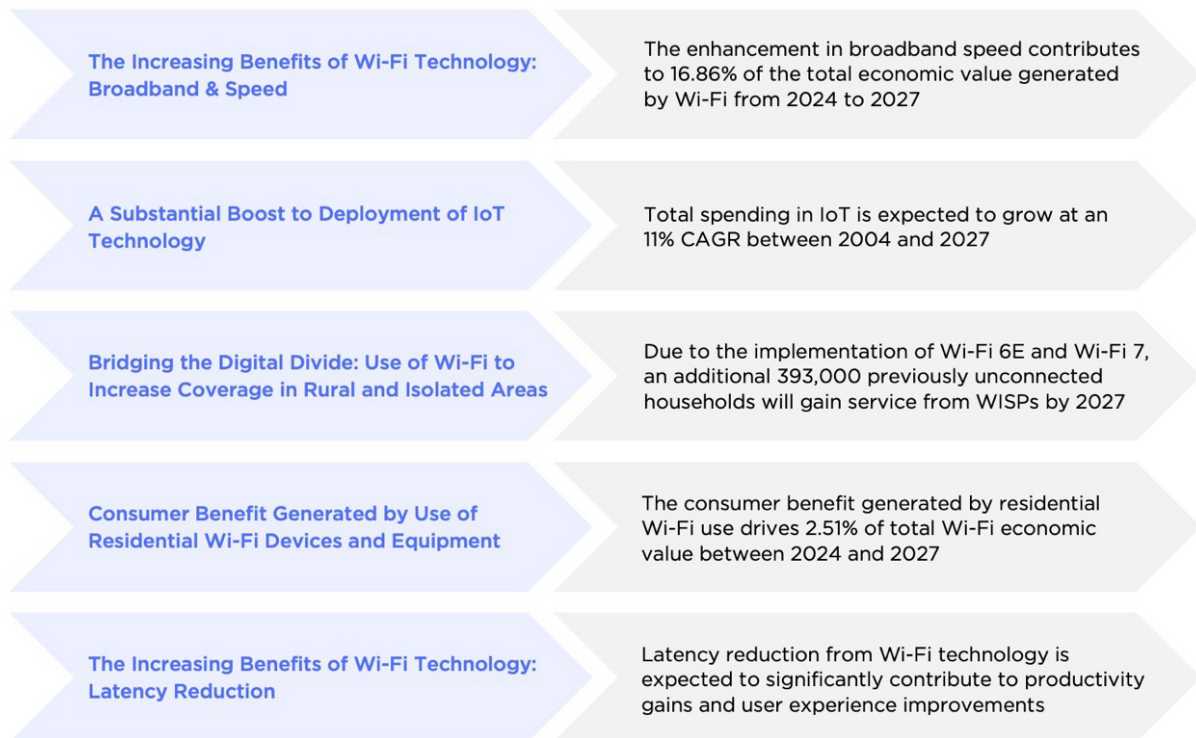 The Increasing Benefits of Wi-Fi Technology:
Broadband & Speed
The enhancement in broadband speed contributes
to 16.86% of the total economic value generated
by Wi-Fi from 2024 to 2027
A Substantial Boost to Deployment of IoT
Technology
Total spending in IoT is expected to grow at an
11% CAGR between 2004 and 2027
Bridging the Digital Divide: Use of Wi-Fi to
Increase Coverage in Rural and Isolated Areas
Due to the implementation of Wi-Fi 6E and Wi-Fi 7,
an additional 393,000 previously unconnected
households will gain service from WISPs by 2027
Consumer Benefit Generated by Use of
Residential Wi-Fi Devices and Equipment
The consumer benefit generated by residential
Wi-Fi use drives 2.51% of total Wi-Fi economic
value between 2024 and 2027
The Increasing Benefits of Wi-Fi Technology:
Latency Reduction
Latency reduction from Wi-Fi technology is
expected to significantly contribute to productivity
gains and user experience improvements